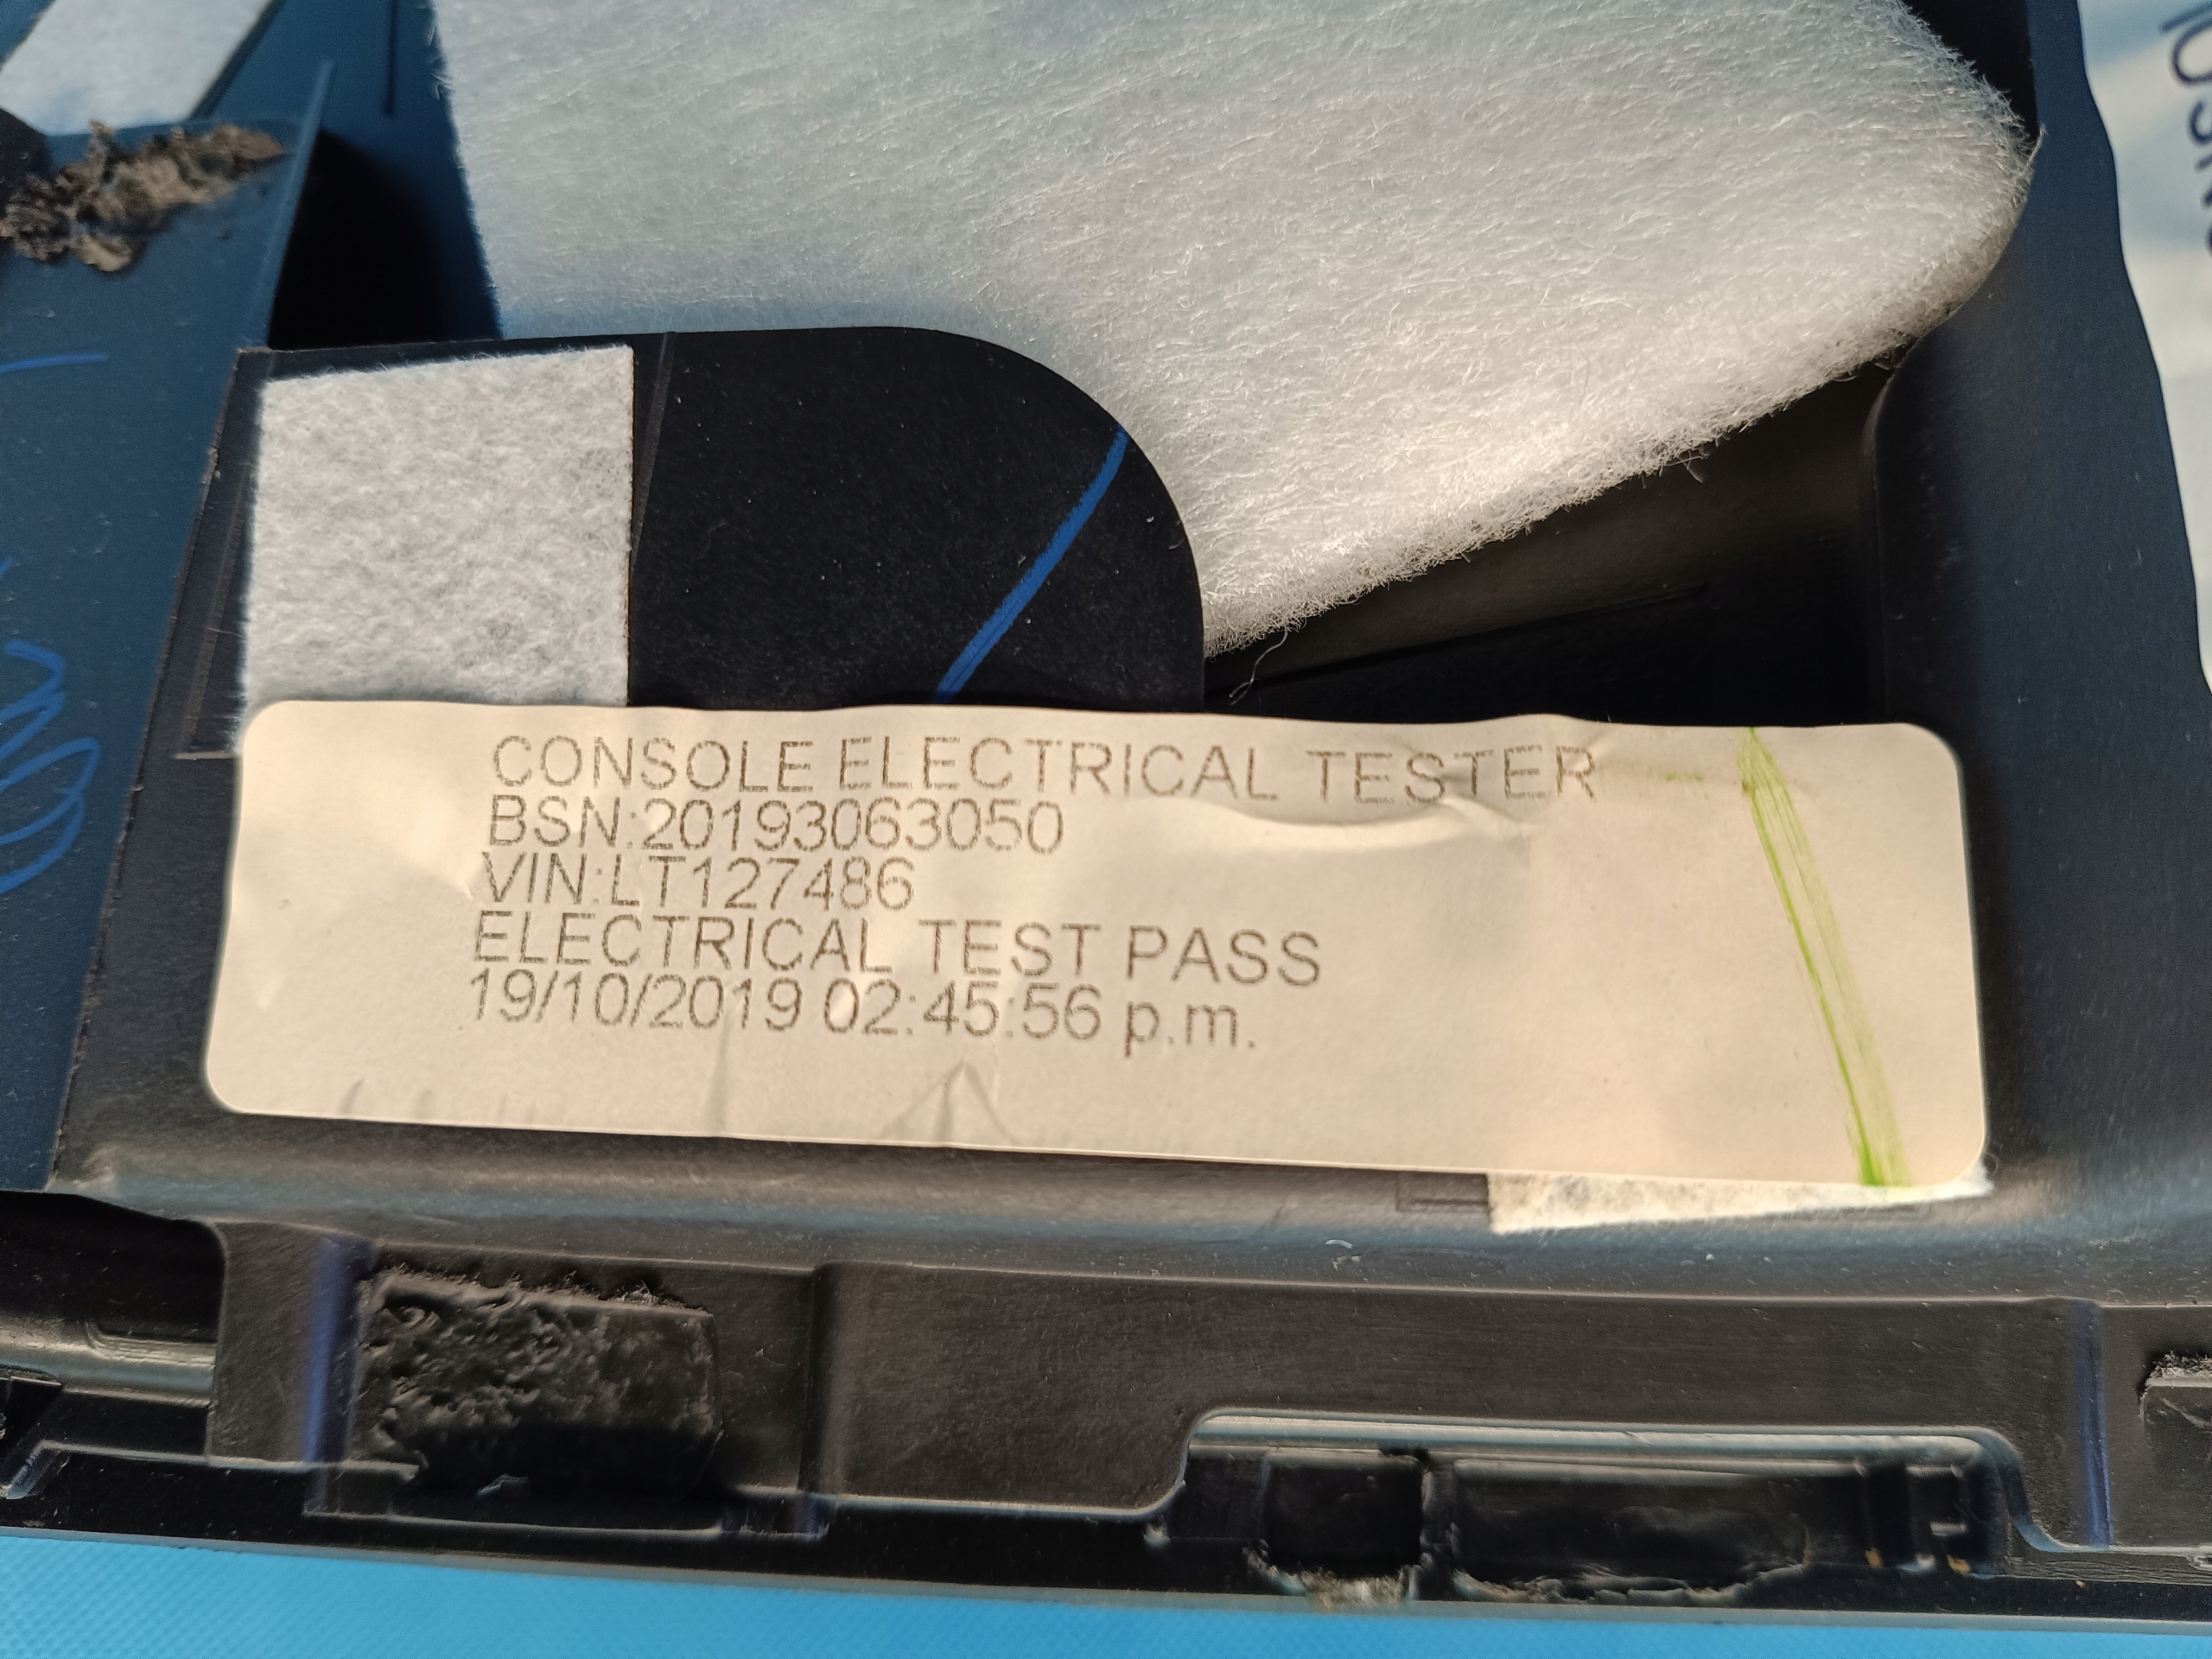 CONSOLE ELECTRICAL TESTER
BSN:20193063050
VIN:LT127486
ELECTRICAL TEST PASS
19/10/2019 02:45:56 p.m.